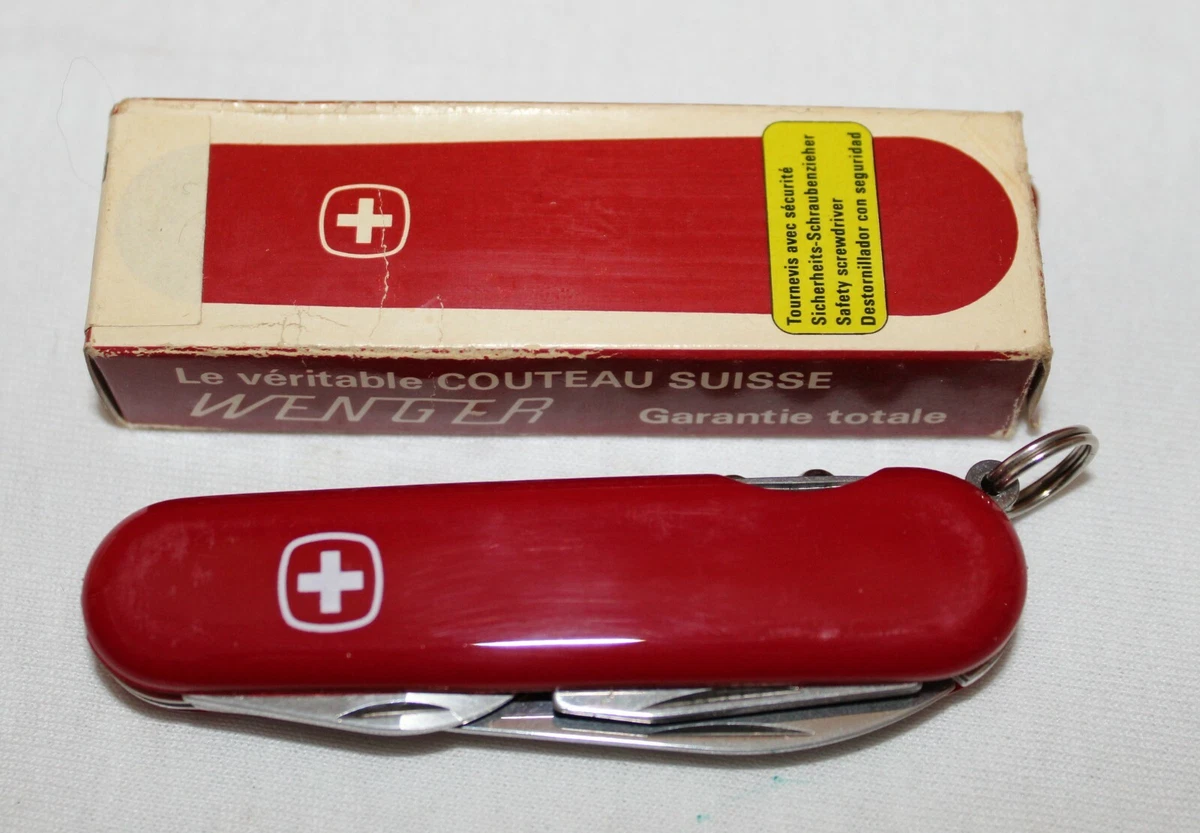 Tournevis avec sécurité
Sicherheits-Schraubenzieher
Safety screwdriver
Destornillador con seguridad
Le véritable COUTEAU SUISSE
WENGER Garantie totale